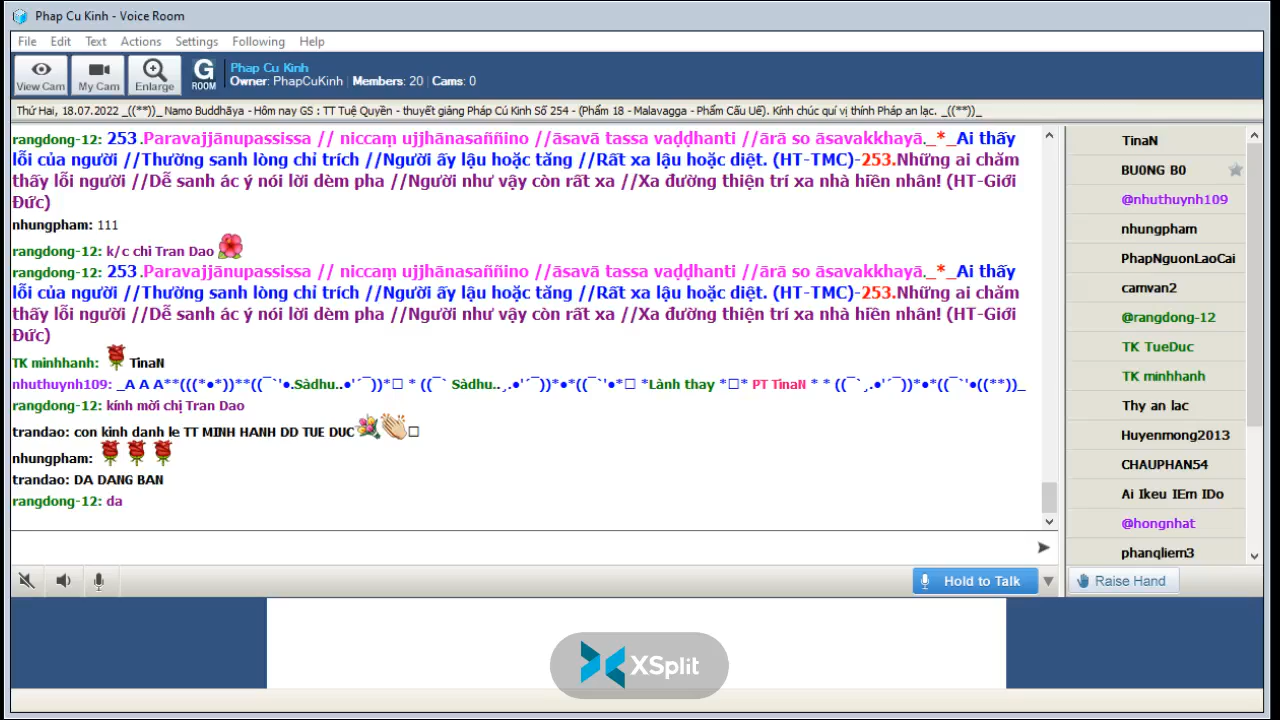 Phap Cu Kinh - Voice Room
File Edit Text Actions Settings Following Help
View Cam My Cam Enlarge G ROOM
Phap Cu Kinh
Owner: PhapCuKinh Members: 20 Cams: 0
Thứ Hai, 18.07.2022 _((**))_ Namo Buddhāya - Hôm nay GS : TT Tuệ Quyền - thuyết giảng Pháp Cú Kinh Số 254 - (Phẩm 18 - Malavagga - Phẩm Cấu Uế). Kính chúc quí vị thính Pháp an lạc. _((**))_
rangdong-12: 253.Paravajjānupassissa // niccaṃ ujjhānasaññino //āsavā tassa vaḍḍhanti //ārā so āsavakkhayā._*_Ai thấy
lỗi của người //Thường sanh lòng chỉ trích //Người ấy lậu hoặc tăng //Rất xa lậu hoặc diệt. (HT-TMC)-253.Những ai chăm
thấy lỗi người //Dễ sanh ác ý nói lời dèm pha //Người như vậy còn rất xa //Xa đường thiện trí xa nhà hiền nhân! (HT-Giới
Đức)
nhungpham: 111
rangdong-12: k/c chi Tran Dao
rangdong-12: 253.Paravajjānupassissa // niccaṃ ujjhānasaññino //āsavā tassa vaḍḍhanti //ārā so āsavakkhayā._*_Ai thấy
lỗi của người //Thường sanh lòng chỉ trích //Người ấy lậu hoặc tăng //Rất xa lậu hoặc diệt. (HT-TMC)-253.Những ai chăm
thấy lỗi người //Dễ sanh ác ý nói lời dèm pha //Người như vậy còn rất xa //Xa đường thiện trí xa nhà hiền nhân! (HT-Giới
Đức)
TK minhhanh: TinaN
nhuthuynh109: _A A A**(((*•*))**((¯`'•.Sàdhu..•'´¯))*□ * ((¯` Sàdhu..¸.•'´¯))*•*((¯`'•*□ *Lành thay *□* PT TinaN * * ((¯`¸.•'´¯))*•*((¯`'•((**))_
rangdong-12: kính mời chị Tran Dao
trandao: con kinh danh le TT MINH HANH DD TUE DUC
nhungpham:
trandao: DA DANG BAN
rangdong-12: da
Hold to Talk
TinaN
BU0NG B0
@nhuthuynh109
nhungpham
PhapNguonLaoCai
camvan2
@rangdong-12
TK TueDuc
TK minhhanh
Thy an lac
Huyenmong2013
CHAUPHAN54
Ai Ikeu IEm IDo
@hongnhat
phanqliem3
Raise Hand
XSplit